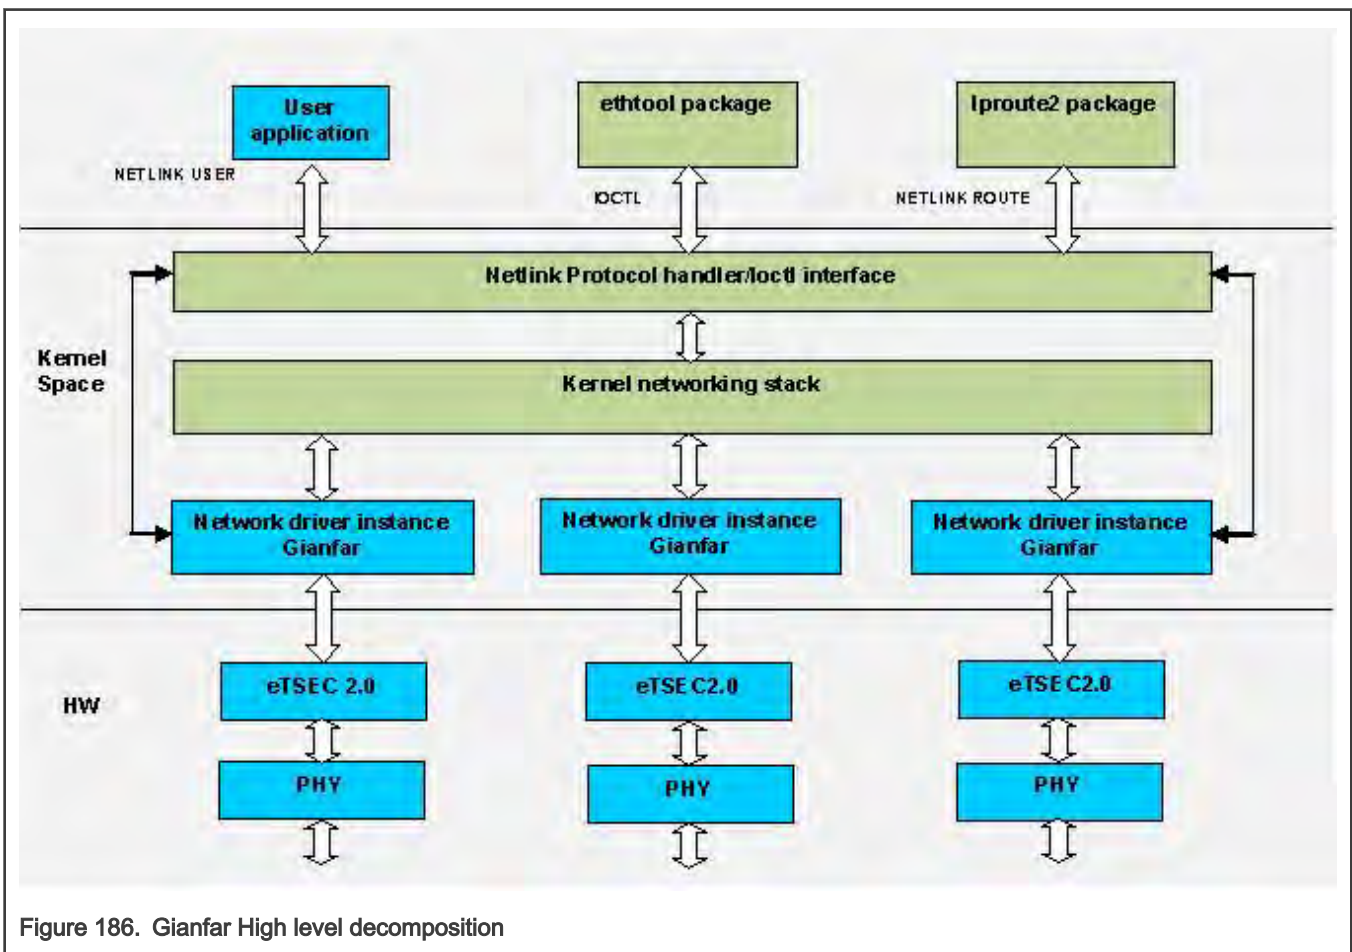 User
application
ethtool package
Iproute2 package
NETLINK USER
IOCTL
NETLINK ROUTE
Netlink Protocol handler/Ioctl interface
Kernel
Space
Kernel networking stack
Network driver instance
Gianfar
Network driver instance
Gianfar
Network driver instance
Gianfar
HW
eTSEC 2.0
eTSEC2.0
eTSEC2.0
PHY
PHY
PHY
Figure 186. Gianfar High level decomposition